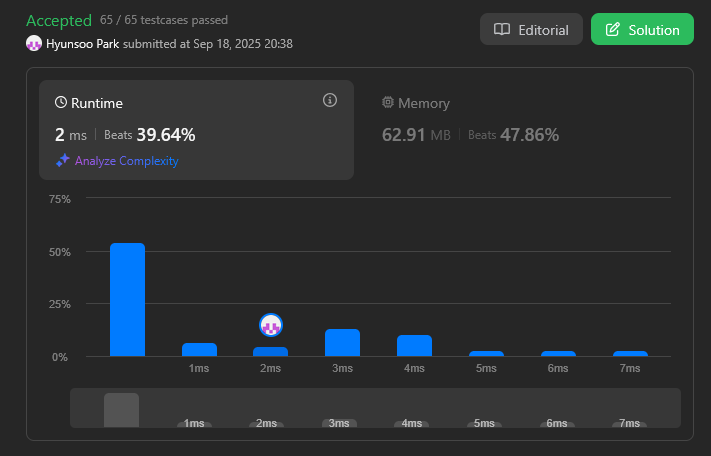 Accepted 65 / 65 testcases passed
Hyunsoo Park submitted at Sep 18, 2025 20:38
Editorial
Solution
Runtime
2 ms | Beats 39.64%
Analyze Complexity
Memory
62.91 MB | Beats 47.86%
75%
50%
25%
0%
1ms 2ms 3ms 4ms 5ms 6ms 7ms
1ms 2ms 3ms 4ms 5ms 6ms 7ms